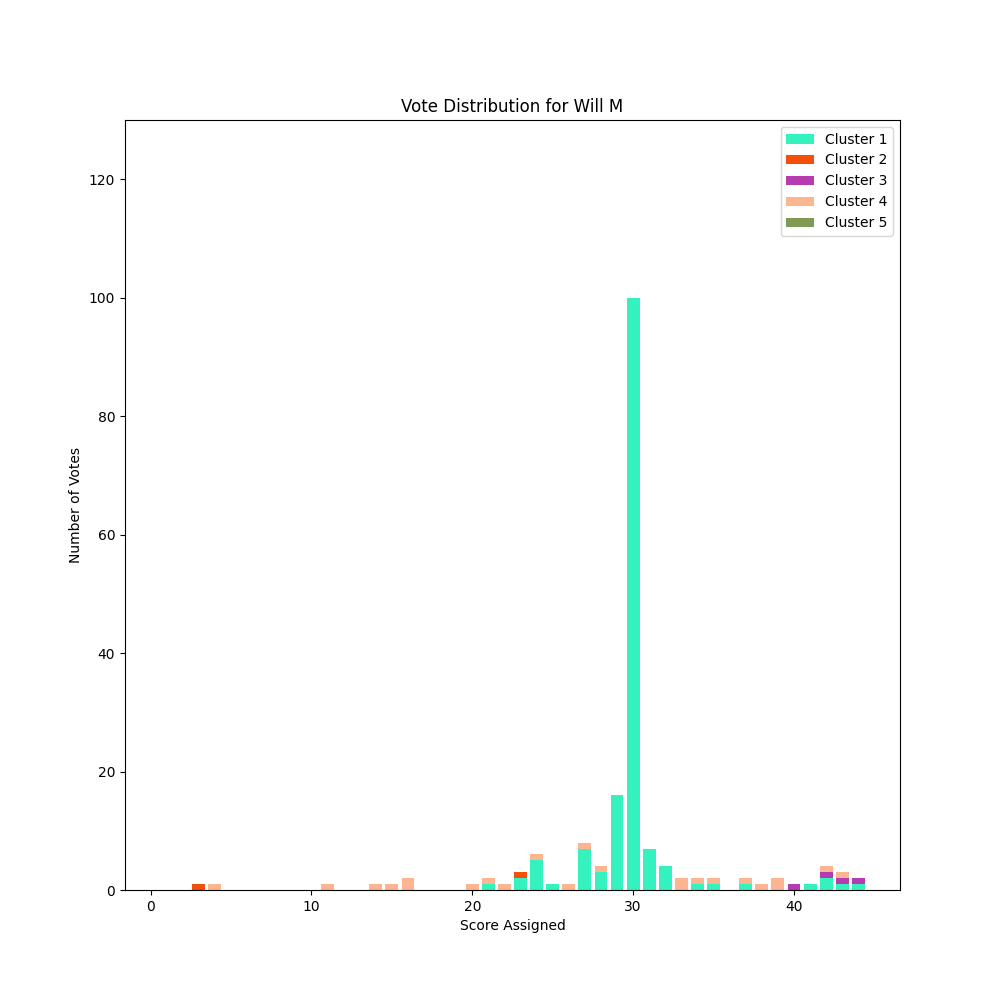 Vote Distribution for Will M
Cluster 1
Cluster 2
Cluster 3
Cluster 4
Cluster 5
120
100
80
60
40
20
0
Number of Votes
0 10 20 30 40
Score Assigned